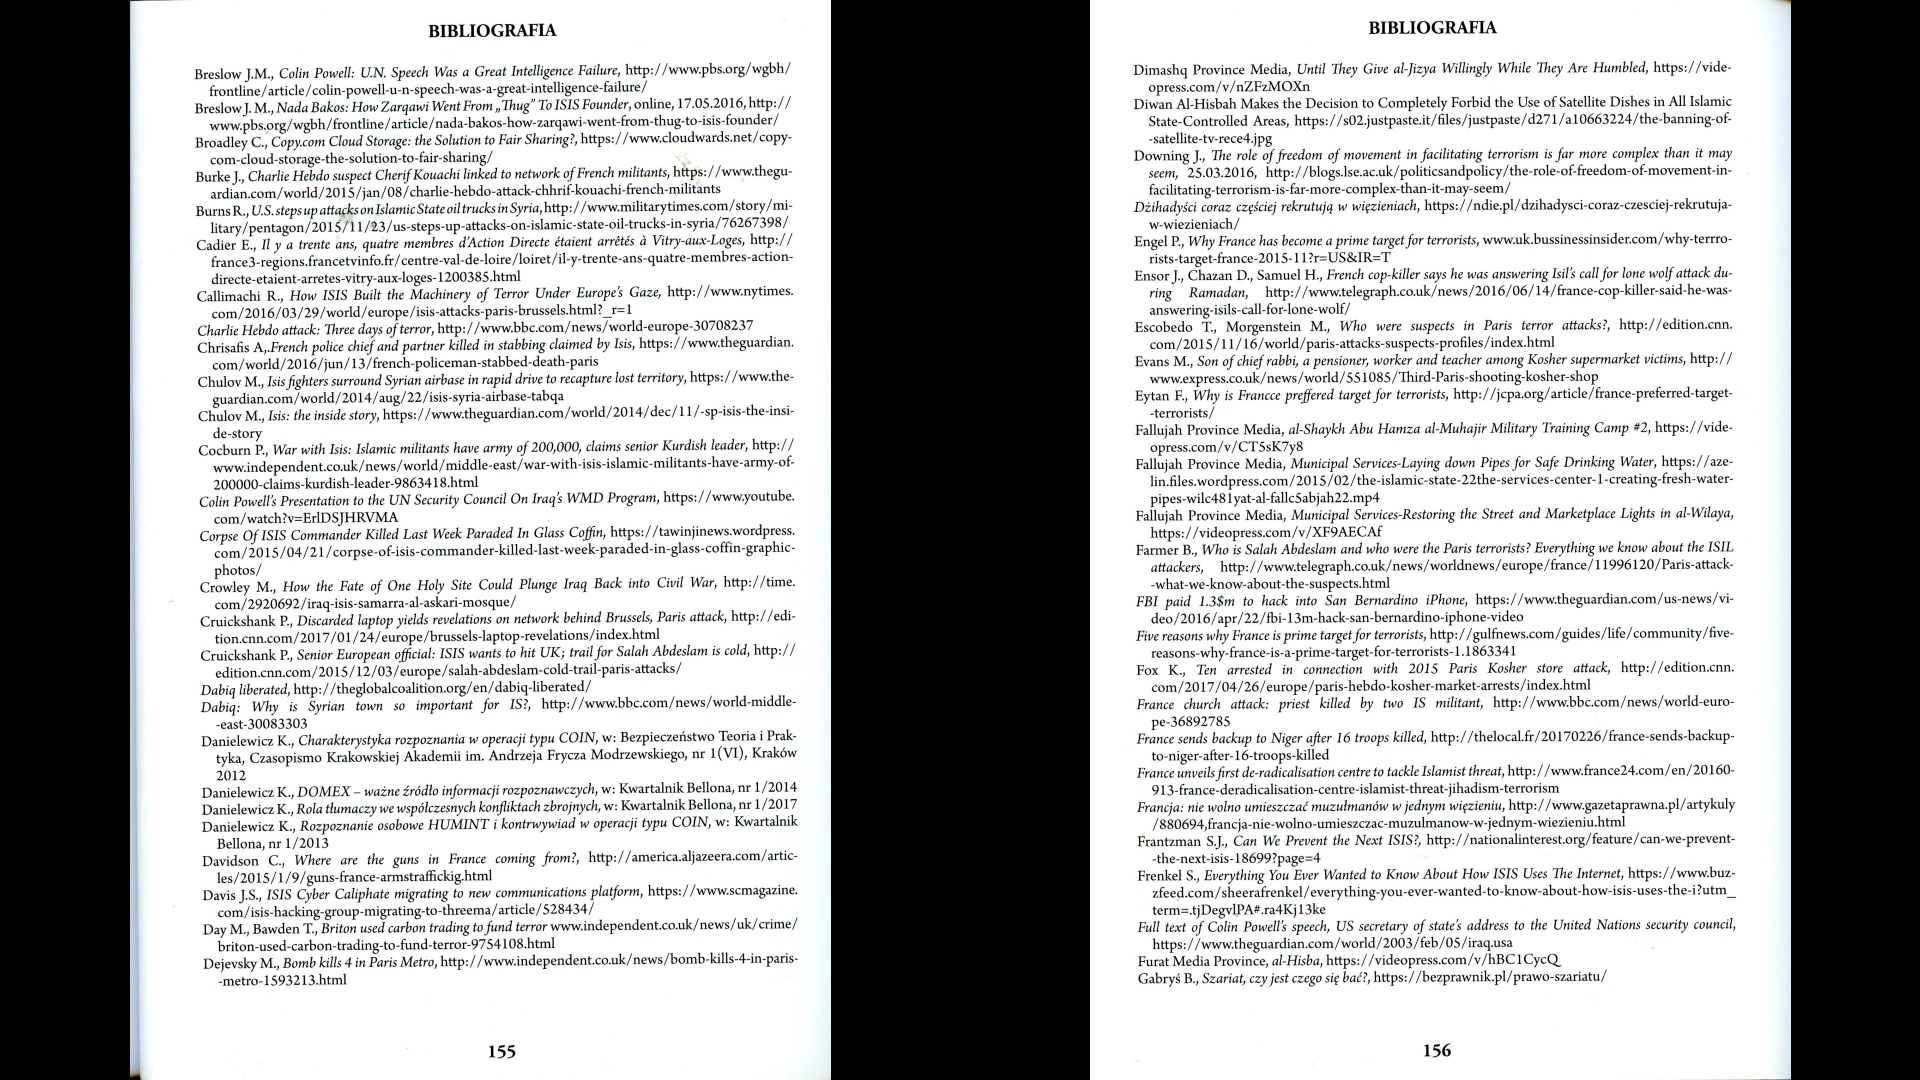 BIBLIOGRAFIA
Breslow J.M., Colin Powell: U.N. Speech Was a Great Intelligence Failure, http://www.pbs.org/wgbh/
frontline/article/colin-powell-u-n-speech-was-a-great-intelligence-failure/
Breslow J. M., Nada Bakos: How Zarqawi Went From „Thug” To ISIS Founder, online, 17.05.2016, http://
www.pbs.org/wgbh/frontline/article/nada-bakos-how-zarqawi-went-from-thug-to-isis-founder/
Broadley C., Copy.com Cloud Storage: the Solution to Fair Sharing?, https://www.cloudwards.net/copy-
com-cloud-storage-the-solution-to-fair-sharing/
Burke J., Charlie Hebdo suspect Cherif Kouachi linked to network of French militants, https://www.thegu-
ardian.com/world/2015/jan/08/charlie-hebdo-attack-chhrif-kouachi-french-militants
Burns R., U.S. steps up attacks on Islamic State oil trucks in Syria, http://www.militarytimes.com/story/mi-
litary/pentagon/2015/11/23/us-steps-up-attacks-on-islamic-state-oil-trucks-in-syria/76267398/
Cadier E., Il y a trente ans, quatre membres d'Action Directe étaient arrêtés à Vitry-aux-Loges, http://
france3-regions.francetvinfo.fr/centre-val-de-loire/loiret/il-y-trente-ans-quatre-membres-action-
directe-etaient-arretes-vitry-aux-loges-1200385.html
Callimachi R., How ISIS Built the Machinery of Terror Under Europe's Gaze, http://www.nytimes.
com/2016/03/29/world/europe/isis-attacks-paris-brussels.html?_r=1
Charlie Hebdo attack: Three days of terror, http://www.bbc.com/news/world-europe-30708237
Chrisafis A,.French police chief and partner killed in stabbing claimed by Isis, https://www.theguardian.
com/world/2016/jun/13/french-policeman-stabbed-death-paris
Chulov M., Isis fighters surround Syrian airbase in rapid drive to recapture lost territory, https://www.the-
guardian.com/world/2014/aug/22/isis-syria-airbase-tabqa
Chulov M., Isis: the inside story, https://www.theguardian.com/world/2014/dec/11/-sp-isis-the-insi-
de-story
Cocburn P., War with Isis: Islamic militants have army of 200,000, claims senior Kurdish leader, http://
www.independent.co.uk/news/world/middle-east/war-with-isis-islamic-militants-have-army-of-
200000-claims-kurdish-leader-9863418.html
Colin Powell's Presentation to the UN Security Council On Iraq's WMD Program, https://www.youtube.
com/watch?v=ErlDSJHRVMA
Corpse Of ISIS Commander Killed Last Week Paraded In Glass Coffin, https://tawinjinews.wordpress.
com/2015/04/21/corpse-of-isis-commander-killed-last-week-paraded-in-glass-coffin-graphic-
photos/
Crowley M., How the Fate of One Holy Site Could Plunge Iraq Back into Civil War, http://time.
com/2920692/iraq-isis-samarra-al-askari-mosque/
Cruickshank P., Discarded laptop yields revelations on network behind Brussels, Paris attack, http://edi-
tion.cnn.com/2017/01/24/europe/brussels-laptop-revelations/index.html
Cruickshank P., Senior European official: ISIS wants to hit UK; trail for Salah Abdeslam is cold, http://
edition.cnn.com/2015/12/03/europe/salah-abdeslam-cold-trail-paris-attacks/
Dabiq liberated, http://theglobalcoalition.org/en/dabiq-liberated/
Dabiq: Why is Syrian town so important for IS?, http://www.bbc.com/news/world-middle-
-east-30083303
Danielewicz K., Charakterystyka rozpoznania w operacji typu COIN, w: Bezpieczeństwo Teoria i Prak-
tyka, Czasopismo Krakowskiej Akademii im. Andrzeja Frycza Modrzewskiego, nr 1(VI), Kraków
2012
Danielewicz K., DOMEX – ważne źródło informacji rozpoznawczych, w: Kwartalnik Bellona, nr 1/2014
Danielewicz K., Rola tłumaczy we współczesnych konfliktach zbrojnych, w: Kwartalnik Bellona, nr 1/2017
Danielewicz K., Rozpoznanie osobowe HUMINT i kontrwywiad w operacji typu COIN, w: Kwartalnik
Bellona, nr 1/2013
Davidson C., Where are the guns in France coming from?, http://america.aljazeera.com/artic-
les/2015/1/9/guns-france-armstraffickig.html
Davis J.S., ISIS Cyber Caliphate migrating to new communications platform, https://www.scmagazine.
com/isis-hacking-group-migrating-to-threema/article/528434/
Day M., Bawden T., Briton used carbon trading to fund terror www.independent.co.uk/news/uk/crime/
briton-used-carbon-trading-to-fund-terror-9754108.html
Dejevsky M., Bomb kills 4 in Paris Metro, http://www.independent.co.uk/news/bomb-kills-4-in-paris-
-metro-1593213.html
155
BIBLIOGRAFIA
Dimashq Province Media, Until They Give al-Jizya Willingly While They Are Humbled, https://vide-
opress.com/v/nZFzMOXn
Diwan Al-Hisbah Makes the Decision to Completely Forbid the Use of Satellite Dishes in All Islamic
State-Controlled Areas, https://s02.justpaste.it/files/justpaste/d271/a10663224/the-banning-of-
-satellite-tv-rece4.jpg
Downing J., The role of freedom of movement in facilitating terrorism is far more complex than it may
seem, 25.03.2016, http://blogs.lse.ac.uk/politicsandpolicy/the-role-of-freedom-of-movement-in-
facilitating-terrorism-is-far-more-complex-than-it-may-seem/
Dżihadyści coraz częściej rekrutują w więzieniach, https://ndie.pl/dzihadysci-coraz-czesciej-rekrutuja-
w-wiezieniach/
Engel P., Why France has become a prime target for terrorists, www.uk.bussinessinsider.com/why-terrro-
rists-target-france-2015-11?r=US&IR=T
Ensor J., Chazan D., Samuel H., French cop-killer says he was answering Isil's call for lone wolf attack du-
ring Ramadan, http://www.telegraph.co.uk/news/2016/06/14/france-cop-killer-said-he-was-
answering-isils-call-for-lone-wolf/
Escobedo T., Morgenstein M., Who were suspects in Paris terror attacks?, http://edition.cnn.
com/2015/11/16/world/paris-attacks-suspects-profiles/index.html
Evans M., Son of chief rabbi, a pensioner, worker and teacher among Kosher supermarket victims, http://
www.express.co.uk/news/world/551085/Third-Paris-shooting-kosher-shop
Eytan F., Why is Francce preffered target for terrorists, http://jcpa.org/article/france-preferred-target-
-terrorists/
Fallujah Province Media, al-Shaykh Abu Hamza al-Muhajir Military Training Camp #2, https://vide-
opress.com/v/CT5sK7y8
Fallujah Province Media, Municipal Services-Laying down Pipes for Safe Drinking Water, https://aze-
lin.files.wordpress.com/2015/02/the-islamic-state-22the-services-center-1-creating-fresh-water-
pipes-wilc481yat-al-fallc5abjah22.mp4
Fallujah Province Media, Municipal Services-Restoring the Street and Marketplace Lights in al-Wilaya,
https://videopress.com/v/XF9AECAf
Farmer B., Who is Salah Abdeslam and who were the Paris terrorists? Everything we know about the ISIL
attackers, http://www.telegraph.co.uk/news/worldnews/europe/france/11996120/Paris-attack-
-what-we-know-about-the-suspects.html
FBI paid 1.3$m to hack into San Bernardino iPhone, https://www.theguardian.com/us-news/vi-
deo/2016/apr/22/fbi-13m-hack-san-bernardino-iphone-video
Five reasons why France is prime target for terrorists, http://gulfnews.com/guides/life/community/five-
reasons-why-france-is-a-prime-target-for-terrorists-1.1863341
Fox K., Ten arrested in connection with 2015 Paris Kosher store attack, http://edition.cnn.
com/2017/04/26/europe/paris-hebdo-kosher-market-arrests/index.html
France church attack: priest killed by two IS militant, http://www.bbc.com/news/world-euro-
pe-36892785
France sends backup to Niger after 16 troops killed, http://thelocal.fr/20170226/france-sends-backup-
to-niger-after-16-troops-killed
France unveils first de-radicalisation centre to tackle Islamist threat, http://www.france24.com/en/20160-
913-france-deradicalisation-centre-islamist-threat-jihadism-terrorism
Francja: nie wolno umieszczać muzułmanów w jednym więzieniu, http://www.gazetaprawna.pl/artykuly
/880694,francja-nie-wolno-umieszczac-muzulmanow-w-jednym-wiezieniu.html
Frantzman S.J., Can We Prevent the Next ISIS?, http://nationalinterest.org/feature/can-we-prevent-
-the-next-isis-18699?page=4
Frenkel S., Everything You Ever Wanted to Know About How ISIS Uses The Internet, https://www.buz-
zfeed.com/sheerafrenkel/everything-you-ever-wanted-to-know-about-how-isis-uses-the-i?utm_
term=.tjDegvlPA#.ra4Kj13ke
Full text of Colin Powell's speech, US secretary of state's address to the United Nations security council,
https://www.theguardian.com/world/2003/feb/05/iraq.usa
Furat Media Province, al-Hisba, https://videopress.com/v/hBC1CycQ
Gabryś B., Szariat, czy jest czego się bać?, https://bezprawnik.pl/prawo-szariatu/
156